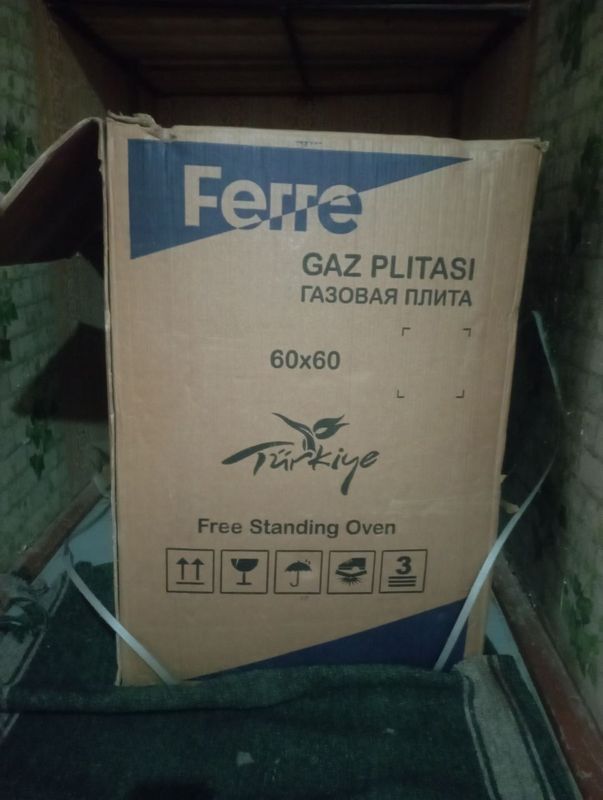 Ferre
GAZ PLITASI
ГАЗОВАЯ ПЛИТА
60x60
Türkiye
Free Standing Oven
3